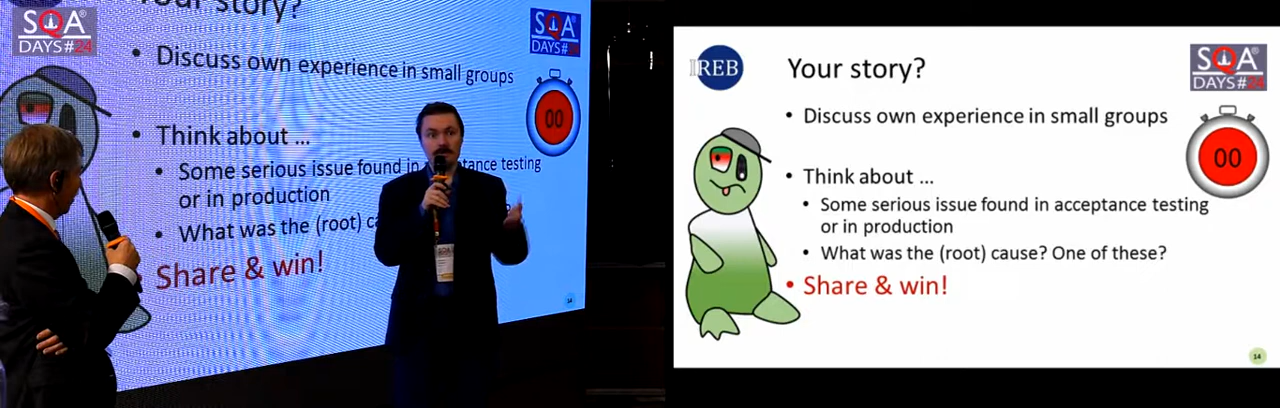 Your story?
SQA
DAYS#24
SQA
DAYS#24
Discuss own experience in small groups
00
Think about ...
Some serious issue found in acceptance testing
or in production
What was the (root)
Share & win!
14
IREB
Your story?
SQA
DAYS#24
Discuss own experience in small groups
00
Think about ...
Some serious issue found in acceptance testing
or in production
What was the (root) cause? One of these?
Share & win!
14